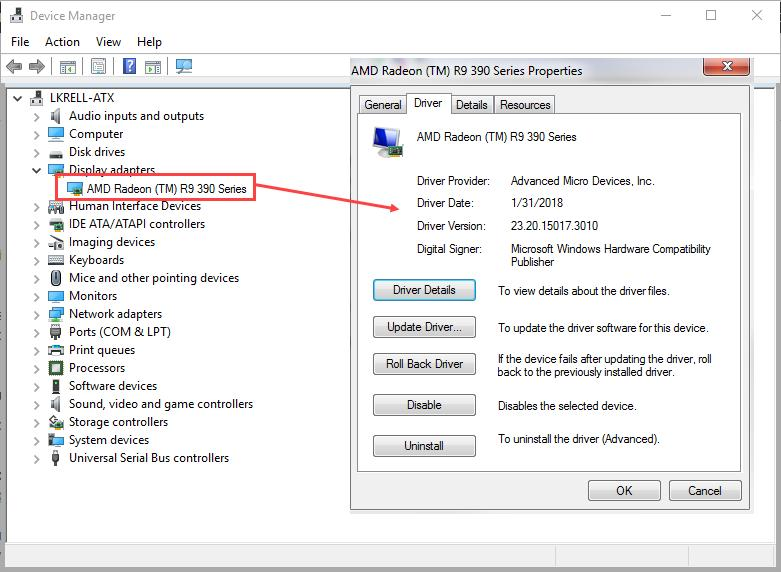 Device Manager
File Action View Help
LKRELL-ATX
Audio inputs and outputs
Computer
Disk drives
Display adapters
AMD Radeon (TM) R9 390 Series
Human Interface Devices
IDE ATA/ATAPI controllers
Imaging devices
Keyboards
Mice and other pointing devices
Monitors
Network adapters
Ports (COM & LPT)
Print queues
Processors
Software devices
Sound, video and game controllers
Storage controllers
System devices
Universal Serial Bus controllers
AMD Radeon (TM) R9 390 Series Properties
General Driver Details Resources
AMD Radeon (TM) R9 390 Series
Driver Provider: Advanced Micro Devices, Inc.
Driver Date: 1/31/2018
Driver Version: 23.20.15017.3010
Digital Signer: Microsoft Windows Hardware Compatibility
Publisher
Driver Details To view details about the driver files.
Update Driver... To update the driver software for this device.
Roll Back Driver If the device fails after updating the driver, roll
back to the previously installed driver.
Disable Disables the selected device.
Uninstall To uninstall the driver (Advanced).
OK Cancel